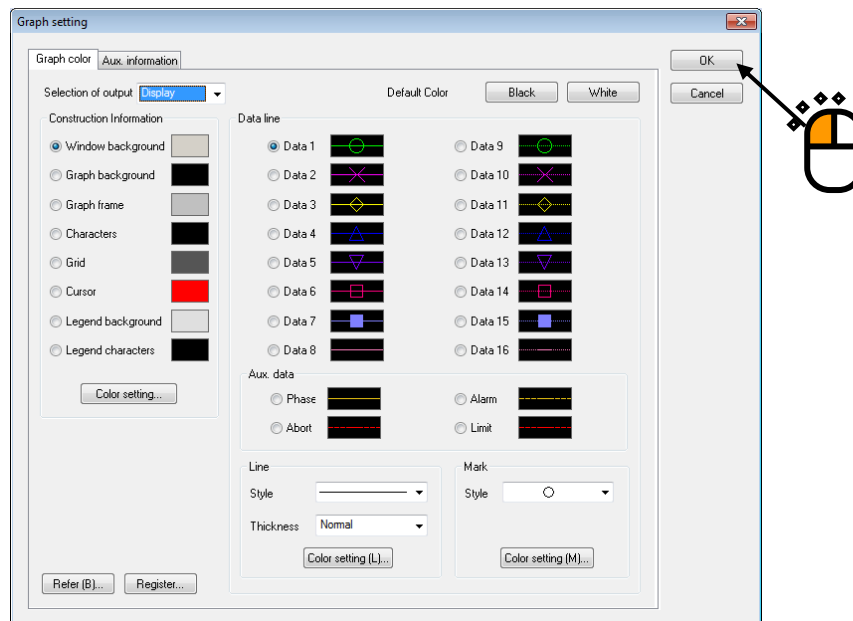 Graph setting
Graph color Aux. information
OK
Selection of output Display Default Color Black White Cancel
Construction Information Data line
Window background Data 1 Data 9
Graph background Data 2 Data 10
Graph frame Data 3 Data 11
Characters Data 4 Data 12
Grid Data 5 Data 13
Cursor Data 6 Data 14
Legend background Data 7 Data 15
Legend characters Data 8 Data 16
Aux. data
Color setting... Phase Alarm
Abort Limit
Line Mark
Style Style
Thickness Normal
Color setting (L)... Color setting (M)...
Refer (B)... Register...